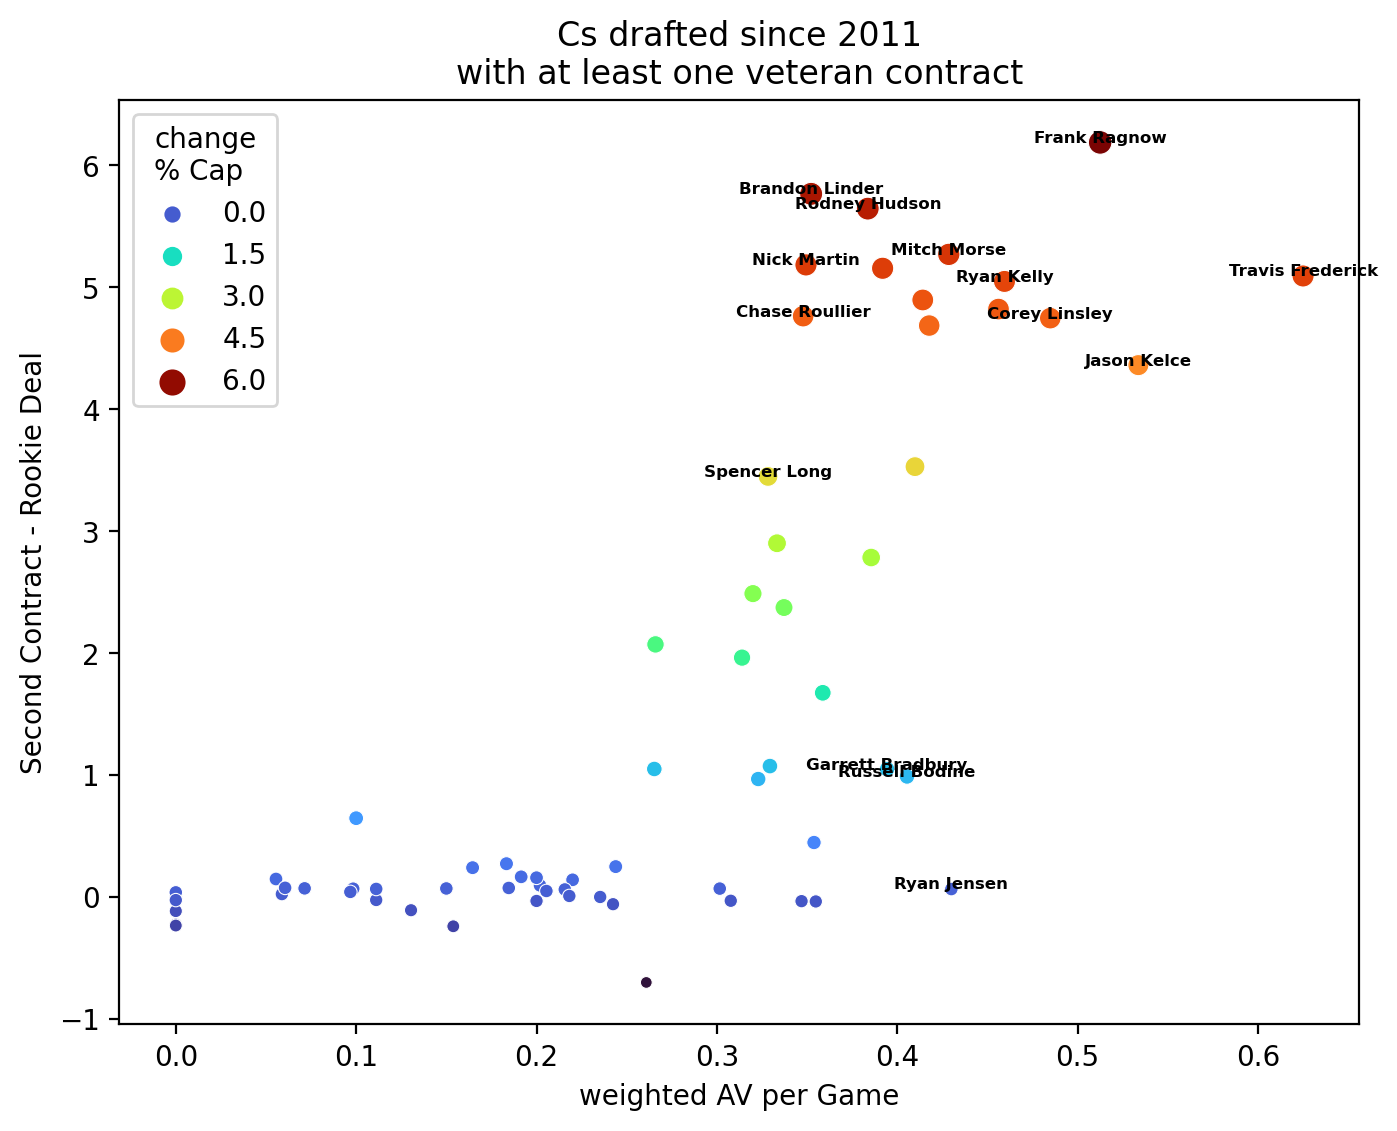 Cs drafted since 2011
with at least one veteran contract
change
% Cap
0.0
1.5
3.0
4.5
6.0
Frank Ragnow
Brandon Linder
Rodney Hudson
Mitch Morse
Nick Martin
Travis Frederick
Ryan Kelly
Chase Roullier
Corey Linsley
Jason Kelce
Spencer Long
Garrett Bradbury
Russell Bodine
Ryan Jensen
Second Contract - Rookie Deal
6
5
4
3
2
1
0
−1
0.0 0.1 0.2 0.3 0.4 0.5 0.6
weighted AV per Game